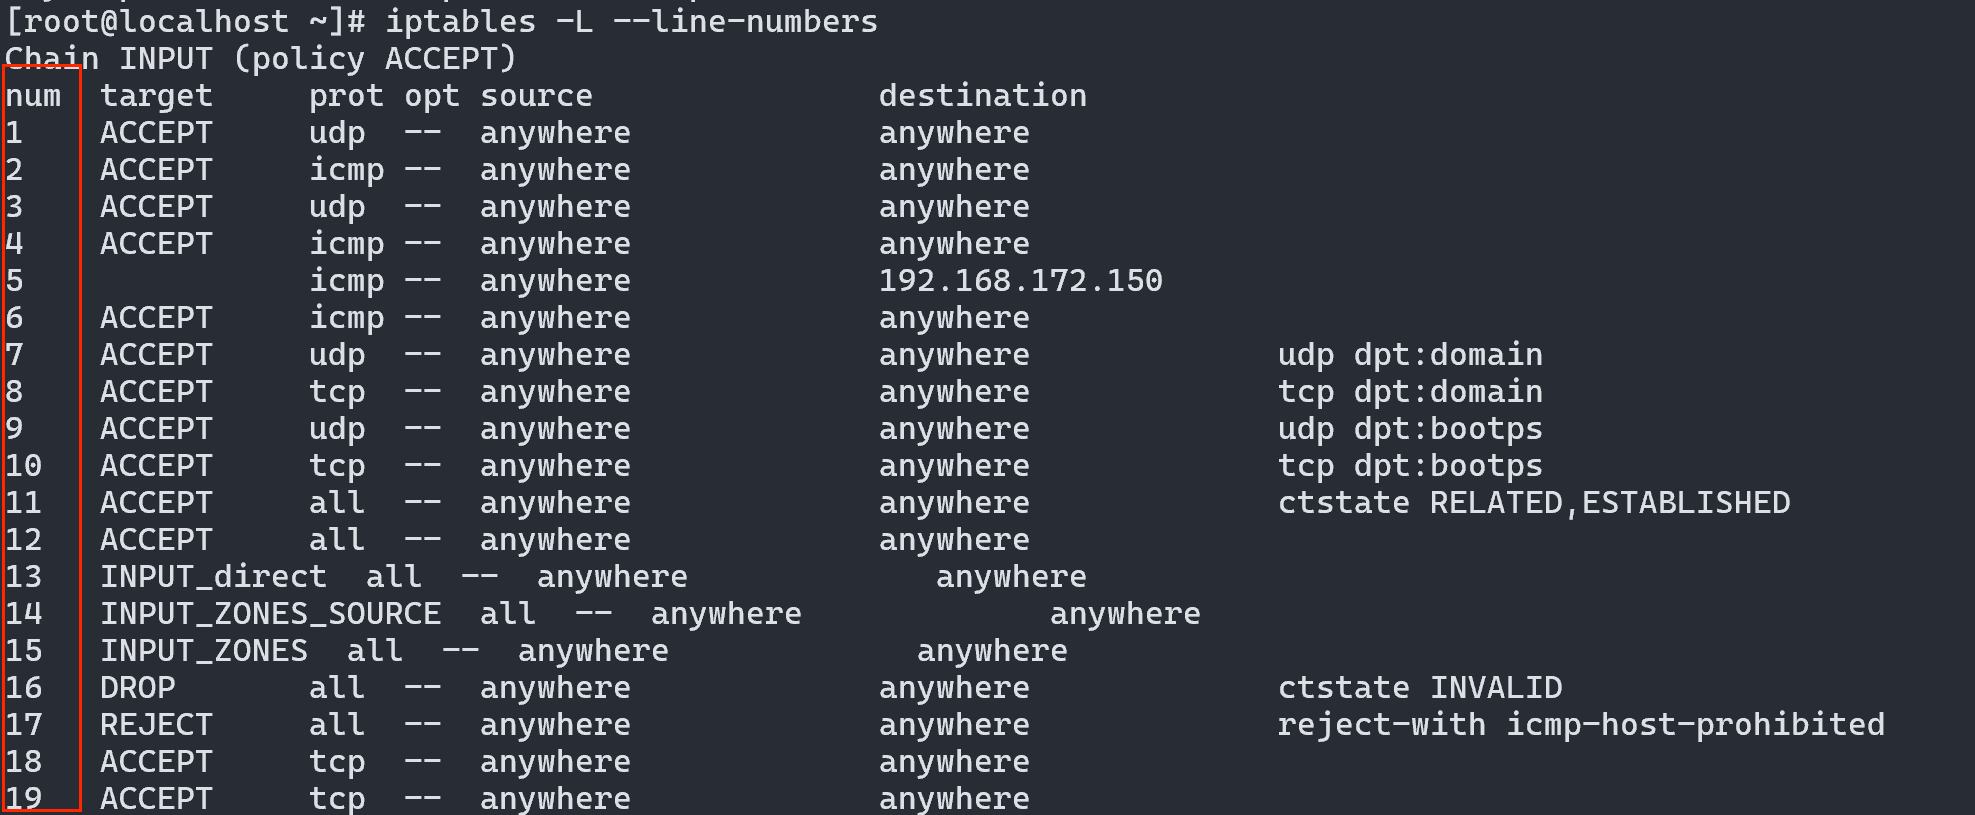 [root@localhost ~]# iptables -L --line-numbers
Chain INPUT (policy ACCEPT)
num  target     prot opt source               destination
1    ACCEPT     udp  --  anywhere             anywhere
2    ACCEPT     icmp --  anywhere             anywhere
3    ACCEPT     udp  --  anywhere             anywhere
4    ACCEPT     icmp --  anywhere             anywhere
5               icmp --  anywhere             192.168.172.150
6    ACCEPT     icmp --  anywhere             anywhere
7    ACCEPT     udp  --  anywhere             anywhere             udp dpt:domain
8    ACCEPT     tcp  --  anywhere             anywhere             tcp dpt:domain
9    ACCEPT     udp  --  anywhere             anywhere             udp dpt:bootps
10   ACCEPT     tcp  --  anywhere             anywhere             tcp dpt:bootps
11   ACCEPT     all  --  anywhere             anywhere             ctstate RELATED,ESTABLISHED
12   ACCEPT     all  --  anywhere             anywhere
13   INPUT_direct  all  --  anywhere             anywhere
14   INPUT_ZONES_SOURCE  all  --  anywhere             anywhere
15   INPUT_ZONES  all  --  anywhere             anywhere
16   DROP       all  --  anywhere             anywhere             ctstate INVALID
17   REJECT     all  --  anywhere             anywhere             reject-with icmp-host-prohibited
18   ACCEPT     tcp  --  anywhere             anywhere
19   ACCEPT     tcp  --  anywhere             anywhere